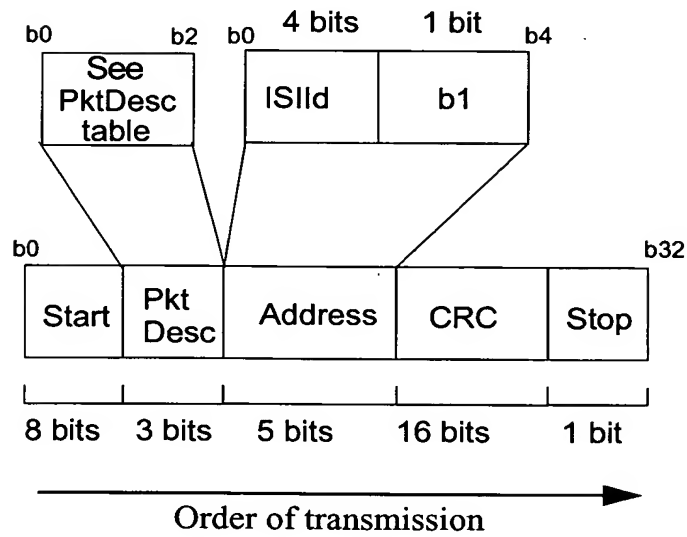 4 bits 1 bit
b0 b2 b0 b4
See
PktDesc
table
ISIId b1
b0 b32
Start Pkt
Desc Address CRC Stop
8 bits 3 bits 5 bits 16 bits 1 bit
Order of transmission